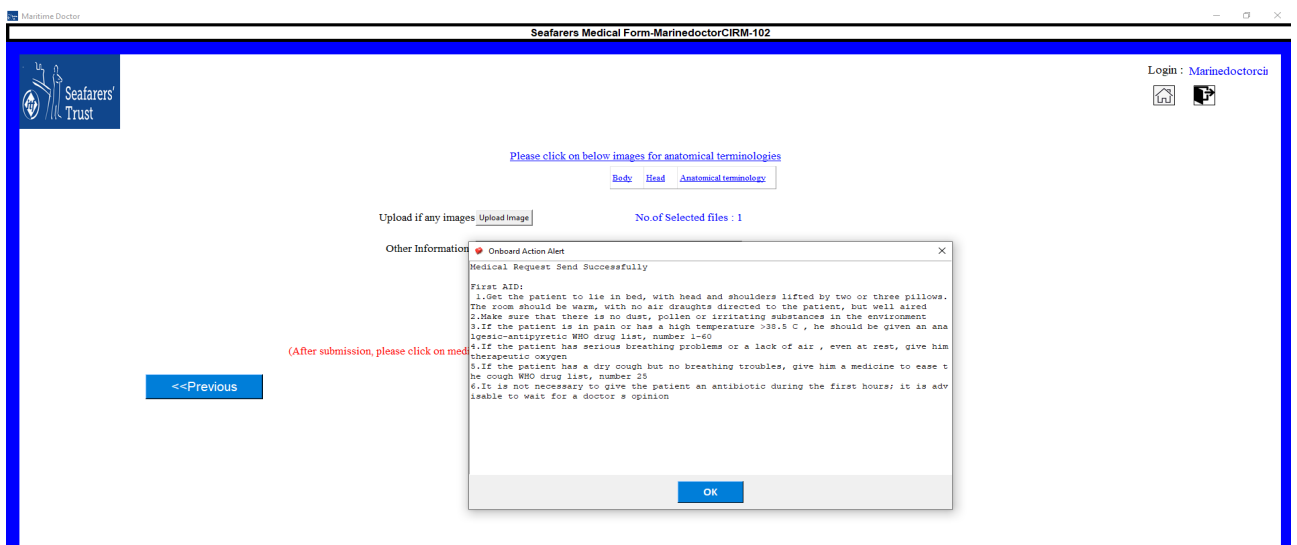 Maritime Doctor
Seafarers Medical Form-MarinedoctorCIRM-102
Seafarers'
Trust
Login : Marinedoctorcir
Please click on below images for anatomical terminologies
Body Head Anatomical terminology
Upload if any images Upload Image No.of Selected files : 1
Other Information
Onboard Action Alert
Medical Request Send Successfully
First AID:
1.Get the patient to lie in bed, with head and shoulders lifted by two or three pillows.
The room should be warm, with no air draughts directed to the patient, but well aired
2.Make sure that there is no dust, pollen or irritating substances in the environment
3.If the patient is in pain or has a high temperature >38.5 C , he should be given an ana
lgesic-antipyretic WHO drug list, number 1-60
4.If the patient has serious breathing problems or a lack of air , even at rest, give him
therapeutic oxygen
5.If the patient has a dry cough but no breathing troubles, give him a medicine to ease t
he cough WHO drug list, number 25
6.It is not necessary to give the patient an antibiotic during the first hours; it is adv
isable to wait for a doctor s opinion
(After submission, please click on med
<<Previous
OK